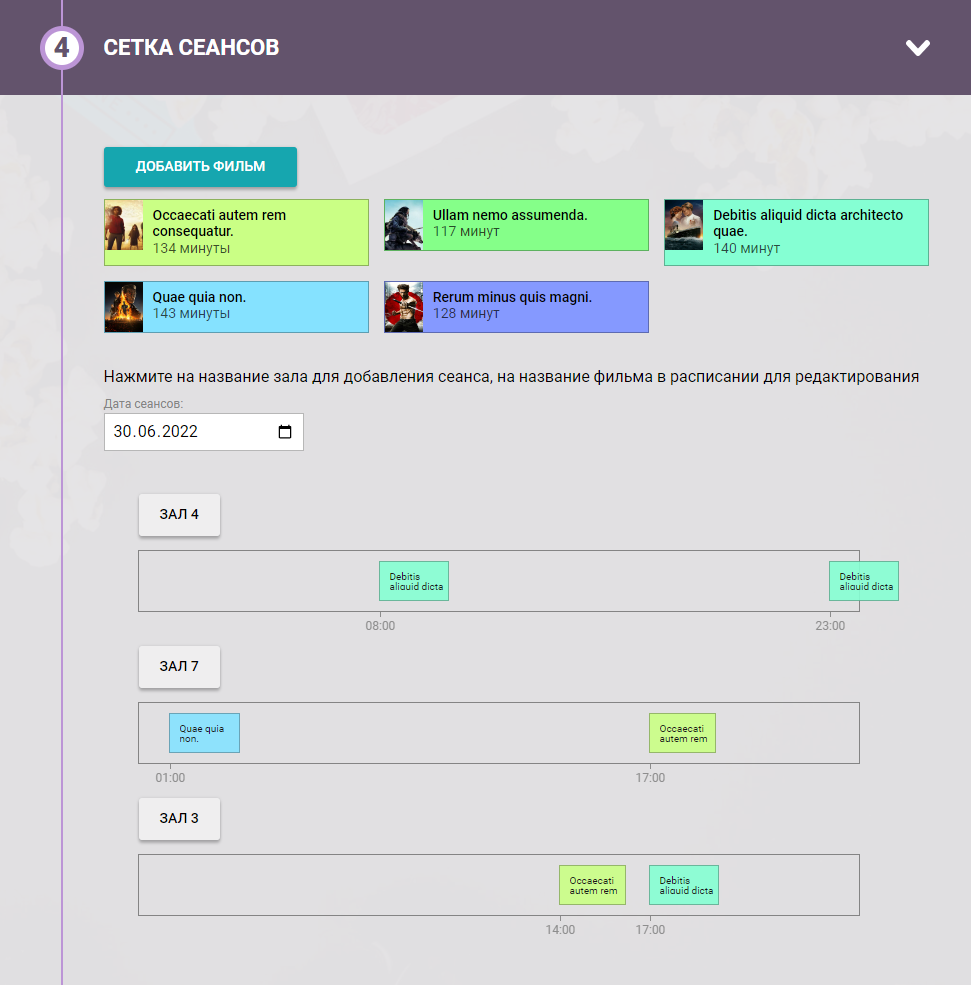 4
СЕТКА СЕАНСОВ
ДОБАВИТЬ ФИЛЬМ
Occaecati autem rem
consequatur.
134 минуты
Ullam nemo assumenda.
117 минут
Debitis aliquid dicta architecto
quae.
140 минут
Quae quia non.
143 минуты
Rerum minus quis magni.
128 минут
Нажмите на название зала для добавления сеанса, на название фильма в расписании для редактирования
Дата сеансов:
30.06.2022
ЗАЛ 4
Debitis
aliquid dicta
Debitis
aliquid dicta
08:00
23:00
ЗАЛ 7
Quae quia
non.
Occaecati
autem rem
01:00
17:00
ЗАЛ 3
Occaecati
autem rem
Debitis
aliquid dicta
14:00
17:00